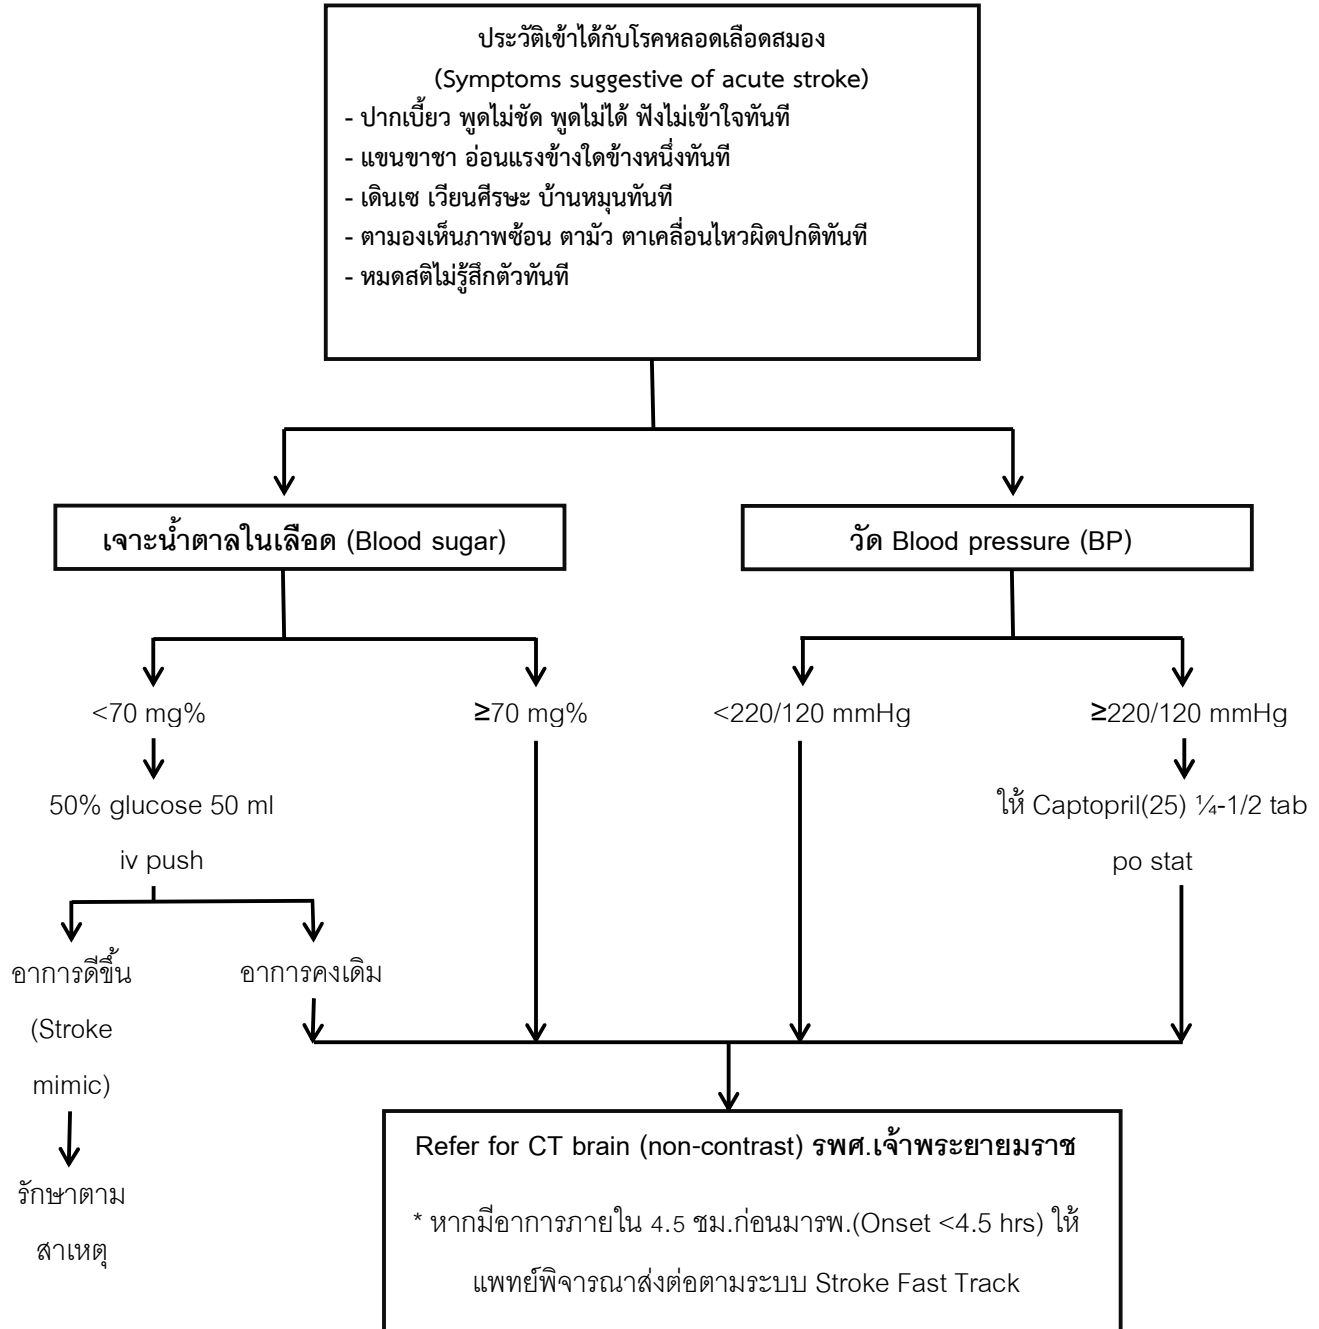 ประวัติเข้าได้กับโรคหลอดเลือดสมอง
(Symptoms suggestive of acute stroke)
- ปากเบี้ยว พูดไม่ชัด พูดไม่ได้ ฟังไม่เข้าใจทันที
- แขนขาชา อ่อนแรงข้างใดข้างหนึ่งทันที
- เดินเซ เวียนศีรษะ บ้านหมุนทันที
- ตามองเห็นภาพซ้อน ตามัว ตาเคลื่อนไหวผิดปกติทันที
- หมดสติไม่รู้สึกตัวทันที
เจาะน้ำตาลในเลือด (Blood sugar)
วัด Blood pressure (BP)
<70 mg%
≥70 mg%
<220/120 mmHg
≥220/120 mmHg
50% glucose 50 ml
iv push
ให้ Captopril(25) ¼-1/2 tab
po stat
อาการดีขึ้น
(Stroke
mimic)
อาการคงเดิม
รักษาตาม
สาเหตุ
Refer for CT brain (non-contrast) รพศ.เจ้าพระยายมราช
* หากมีอาการภายใน 4.5 ชม.ก่อนมารพ.(Onset <4.5 hrs) ให้
แพทย์พิจารณาส่งต่อตามระบบ Stroke Fast Track